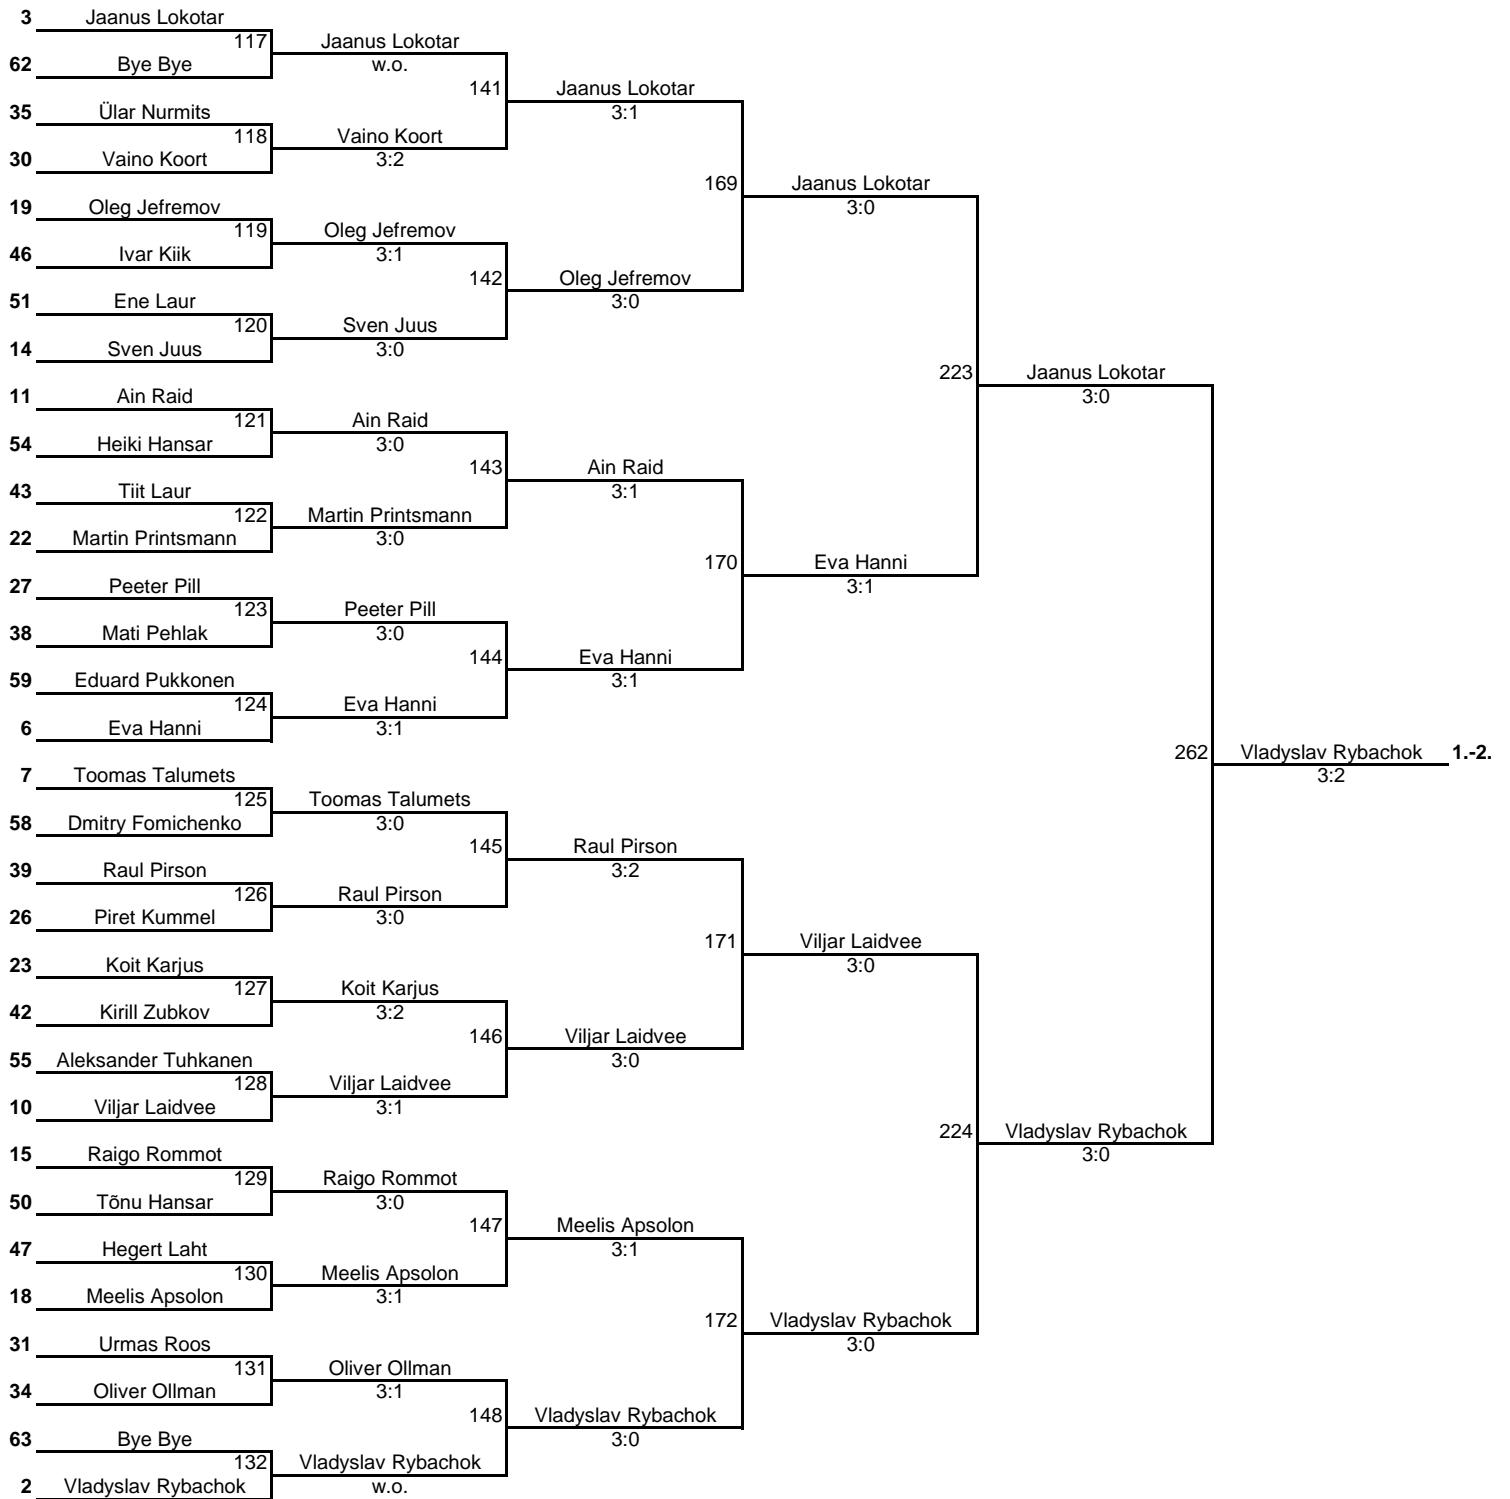 3 Jaanus Lokotar
117 Jaanus Lokotar
62 Bye Bye w.o.
141 Jaanus Lokotar
35 Ülar Nurmits 3:1
118 Vaino Koort
30 Vaino Koort 3:2
169 Jaanus Lokotar
19 Oleg Jefremov 3:0
119 Oleg Jefremov
46 Ivar Kiik 3:1
142 Oleg Jefremov
51 Ene Laur 3:0
120 Sven Juus
14 Sven Juus 3:0
223 Jaanus Lokotar
11 Ain Raid 3:0
121 Ain Raid
54 Heiki Hansar 3:0
143 Ain Raid
43 Tiit Laur 3:1
122 Martin Printsmann
22 Martin Printsmann 3:0
170 Eva Hanni
27 Peeter Pill 3:1
123 Peeter Pill
38 Mati Pehlak 3:0
144 Eva Hanni
59 Eduard Pukkonen 3:1
124 Eva Hanni
6 Eva Hanni 3:1
262 Vladyslav Rybachok 1.-2.
7 Toomas Talumets 3:2
125 Toomas Talumets
58 Dmitry Fomichenko 3:0
145 Raul Pirson
39 Raul Pirson 3:2
126 Raul Pirson
26 Piret Kummel 3:0
171 Viljar Laidvee
23 Koit Karjus 3:0
127 Koit Karjus
42 Kirill Zubkov 3:2
146 Viljar Laidvee
55 Aleksander Tuhkanen 3:0
128 Viljar Laidvee
10 Viljar Laidvee 3:1
224 Vladyslav Rybachok
15 Raigo Rommot 3:0
129 Raigo Rommot
50 Tõnu Hansar 3:0
147 Meelis Apsolon
47 Hegert Laht 3:1
130 Meelis Apsolon
18 Meelis Apsolon 3:1
172 Vladyslav Rybachok
31 Urmas Roos 3:0
131 Oliver Ollman
34 Oliver Ollman 3:1
148 Vladyslav Rybachok
63 Bye Bye 3:0
132 Vladyslav Rybachok
2 Vladyslav Rybachok w.o.